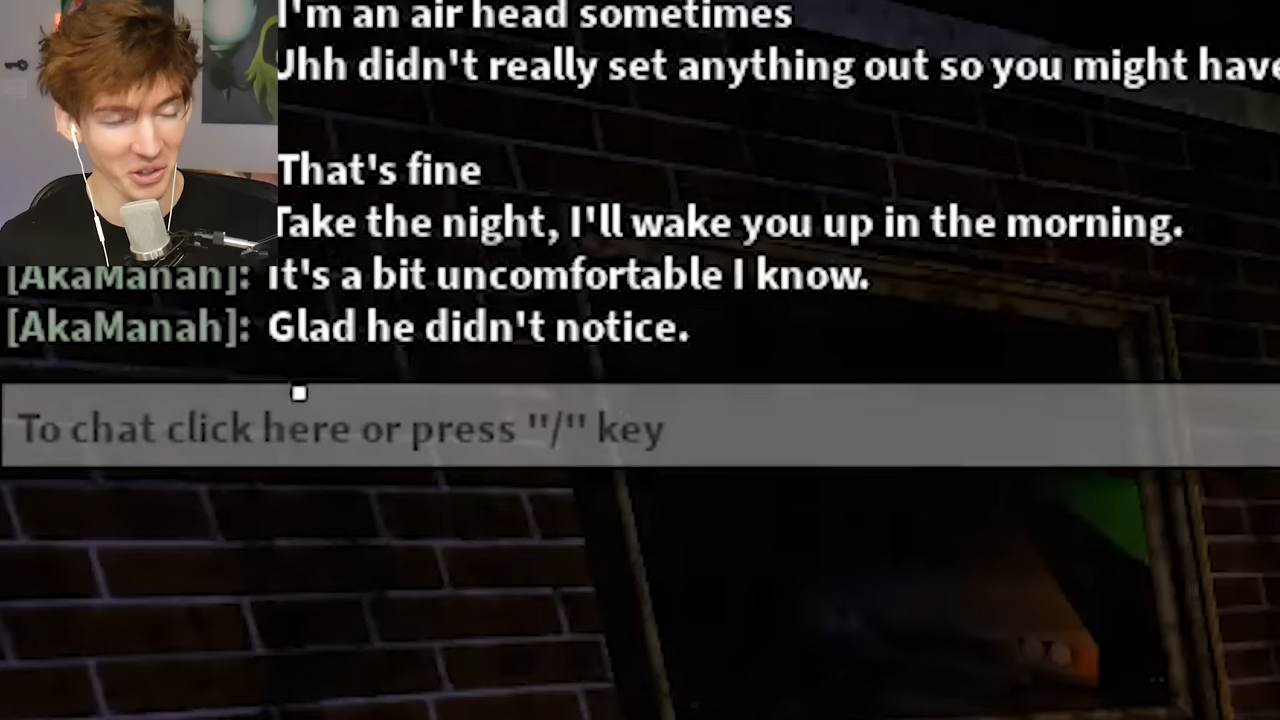 I'm an air head sometimes
Uhh didn't really set anything out so you might have
That's fine
Take the night, I'll wake you up in the morning.
[AkaManah]: It's a bit uncomfortable I know.
[AkaManah]: Glad he didn't notice.
To chat click here or press "/" key